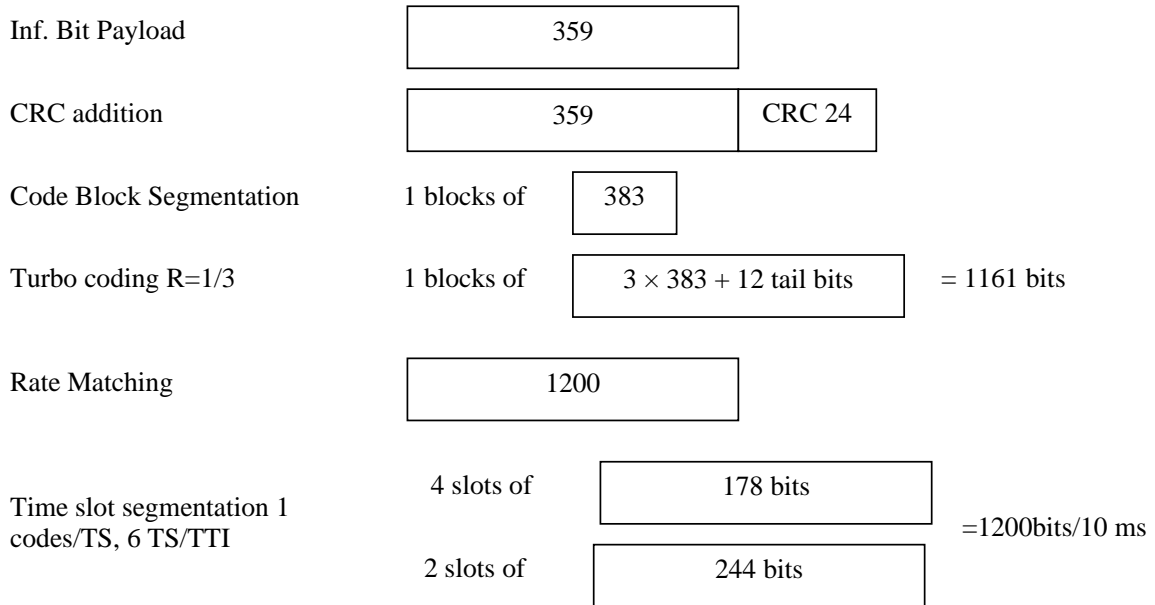 Inf. Bit Payload 359
CRC addition 359 CRC 24
Code Block Segmentation 1 blocks of 383
Turbo coding R=1/3 1 blocks of 3 × 383 + 12 tail bits = 1161 bits
Rate Matching 1200
4 slots of 178 bits
Time slot segmentation 1
codes/TS, 6 TS/TTI =1200bits/10 ms
2 slots of 244 bits